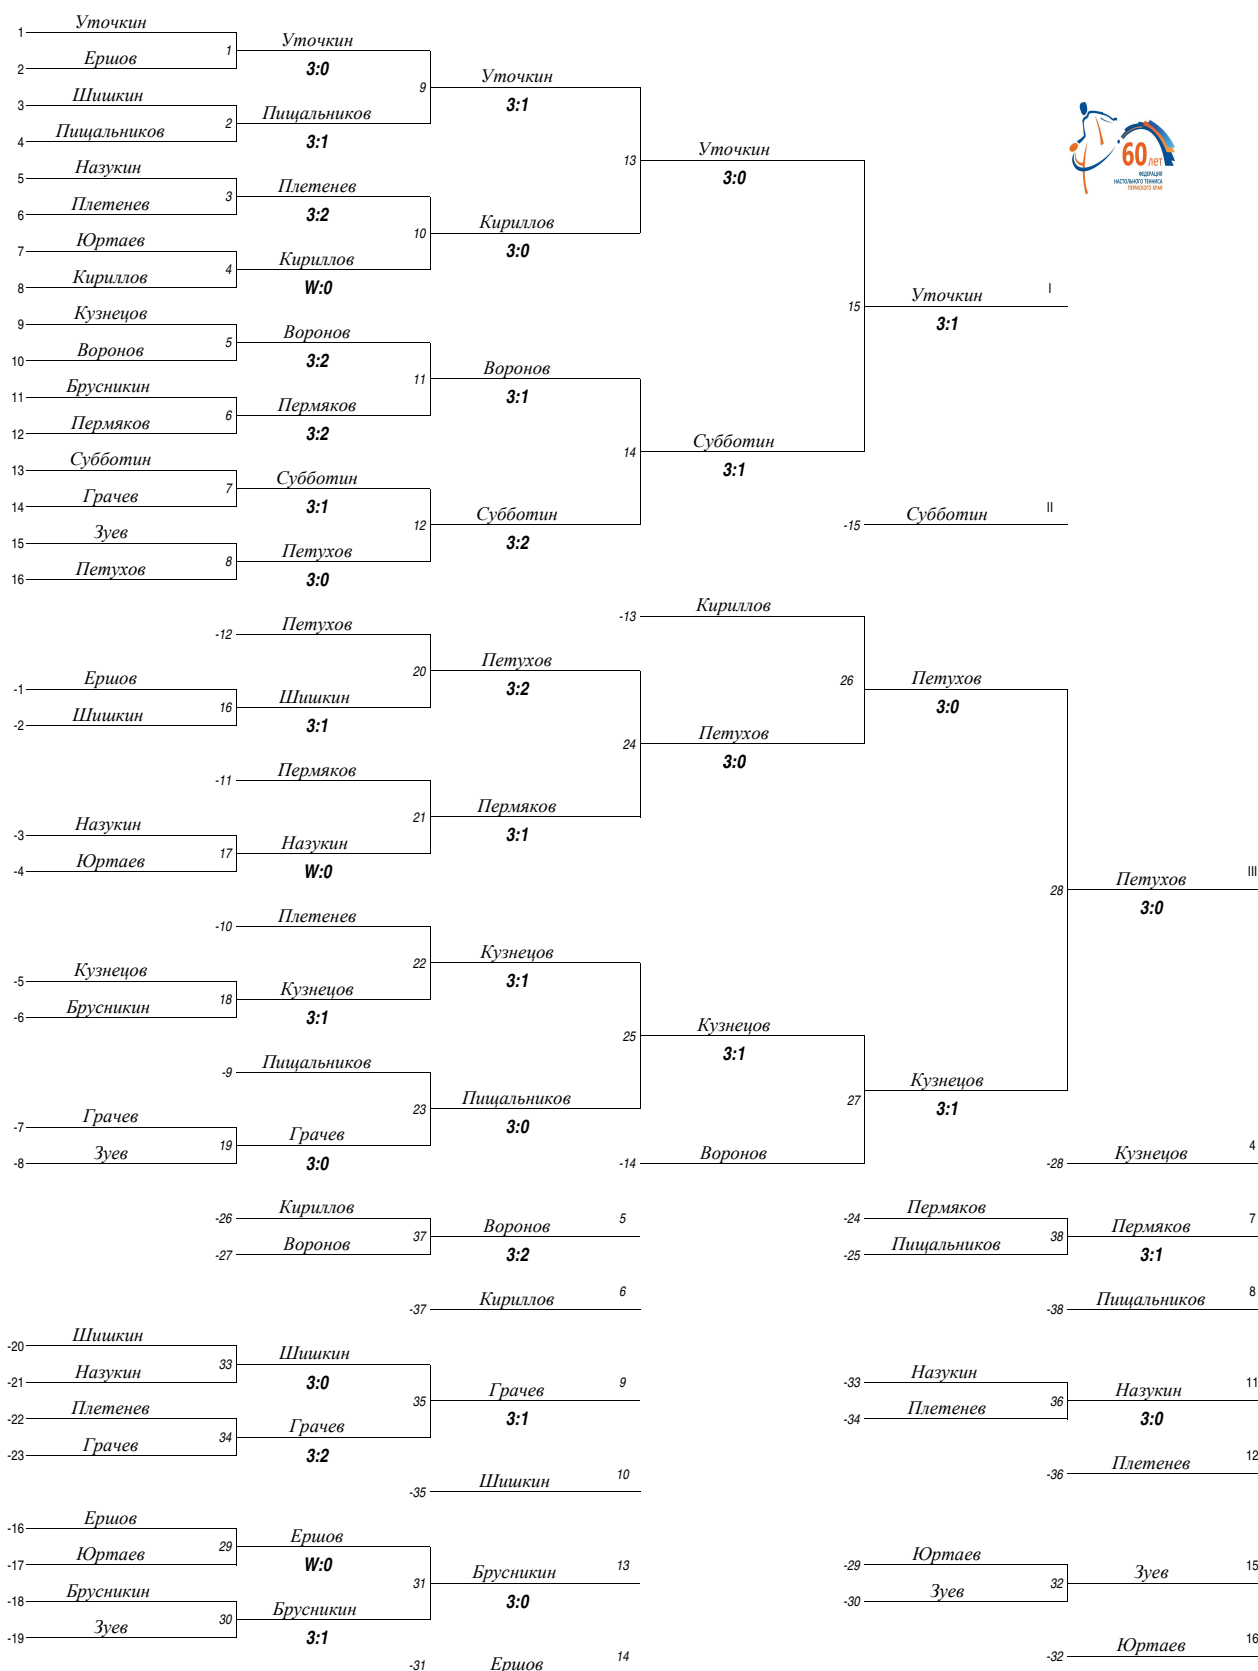 Уточкин
1
1
Уточкин
2
Ершов
3:0
9
Уточкин
3:1
3
Шишкин
2
Пищальников
4
Пищальников
3:1
13
Уточкин
3:0
60 лет
ФЕДЕРАЦИЯ
НАСТОЛЬНОГО ТЕННИСА
ПЕРМСКОГО КРАЯ
5
Назукин
3
Плетенев
6
Плетенев
3:2
10
Кириллов
3:0
7
Юртаев
4
Кириллов
8
Кириллов
W:0
15
Уточкин
I
3:1
9
Кузнецов
5
Воронов
10
Воронов
3:2
11
Воронов
3:1
11
Брусникин
6
Пермяков
12
Пермяков
3:2
14
Субботин
3:1
13
Субботин
7
Субботин
14
Грачев
3:1
12
Субботин
3:2
-15
Субботин
II
15
Зуев
8
Петухов
16
Петухов
3:0
-12
Петухов
-13
Кириллов
20
Петухов
3:2
-1
Ершов
16
Шишкин
-2
Шишкин
3:1
26
Петухов
3:0
24
Петухов
3:0
-11
Пермяков
21
Пермяков
3:1
-3
Назукин
17
Назукин
-4
Юртаев
W:0
28
Петухов
III
3:0
-10
Плетенев
22
Кузнецов
3:1
-5
Кузнецов
18
Кузнецов
-6
Брусникин
3:1
25
Кузнецов
3:1
-9
Пищальников
23
Пищальников
3:0
27
Кузнецов
3:1
-7
Грачев
19
Грачев
-8
Зуев
3:0
-14
Воронов
-28
Кузнецов
4
-26
Кириллов
37
Воронов
5
-27
Воронов
3:2
-24
Пермяков
38
Пермяков
7
-25
Пищальников
3:1
-37
Кириллов
6
-38
Пищальников
8
-20
Шишкин
33
Шишкин
-21
Назукин
3:0
35
Грачев
9
3:1
-22
Плетенев
34
Грачев
-23
Грачев
3:2
-33
Назукин
36
Назукин
11
-34
Плетенев
3:0
-35
Шишкин
10
-36
Плетенев
12
-16
Ершов
29
Ершов
-17
Юртаев
W:0
31
Брусникин
13
3:0
-18
Брусникин
30
Брусникин
-19
Зуев
3:1
-29
Юртаев
32
Зуев
15
-30
Зуев
-31
Ершов
14
-32
Юртаев
16